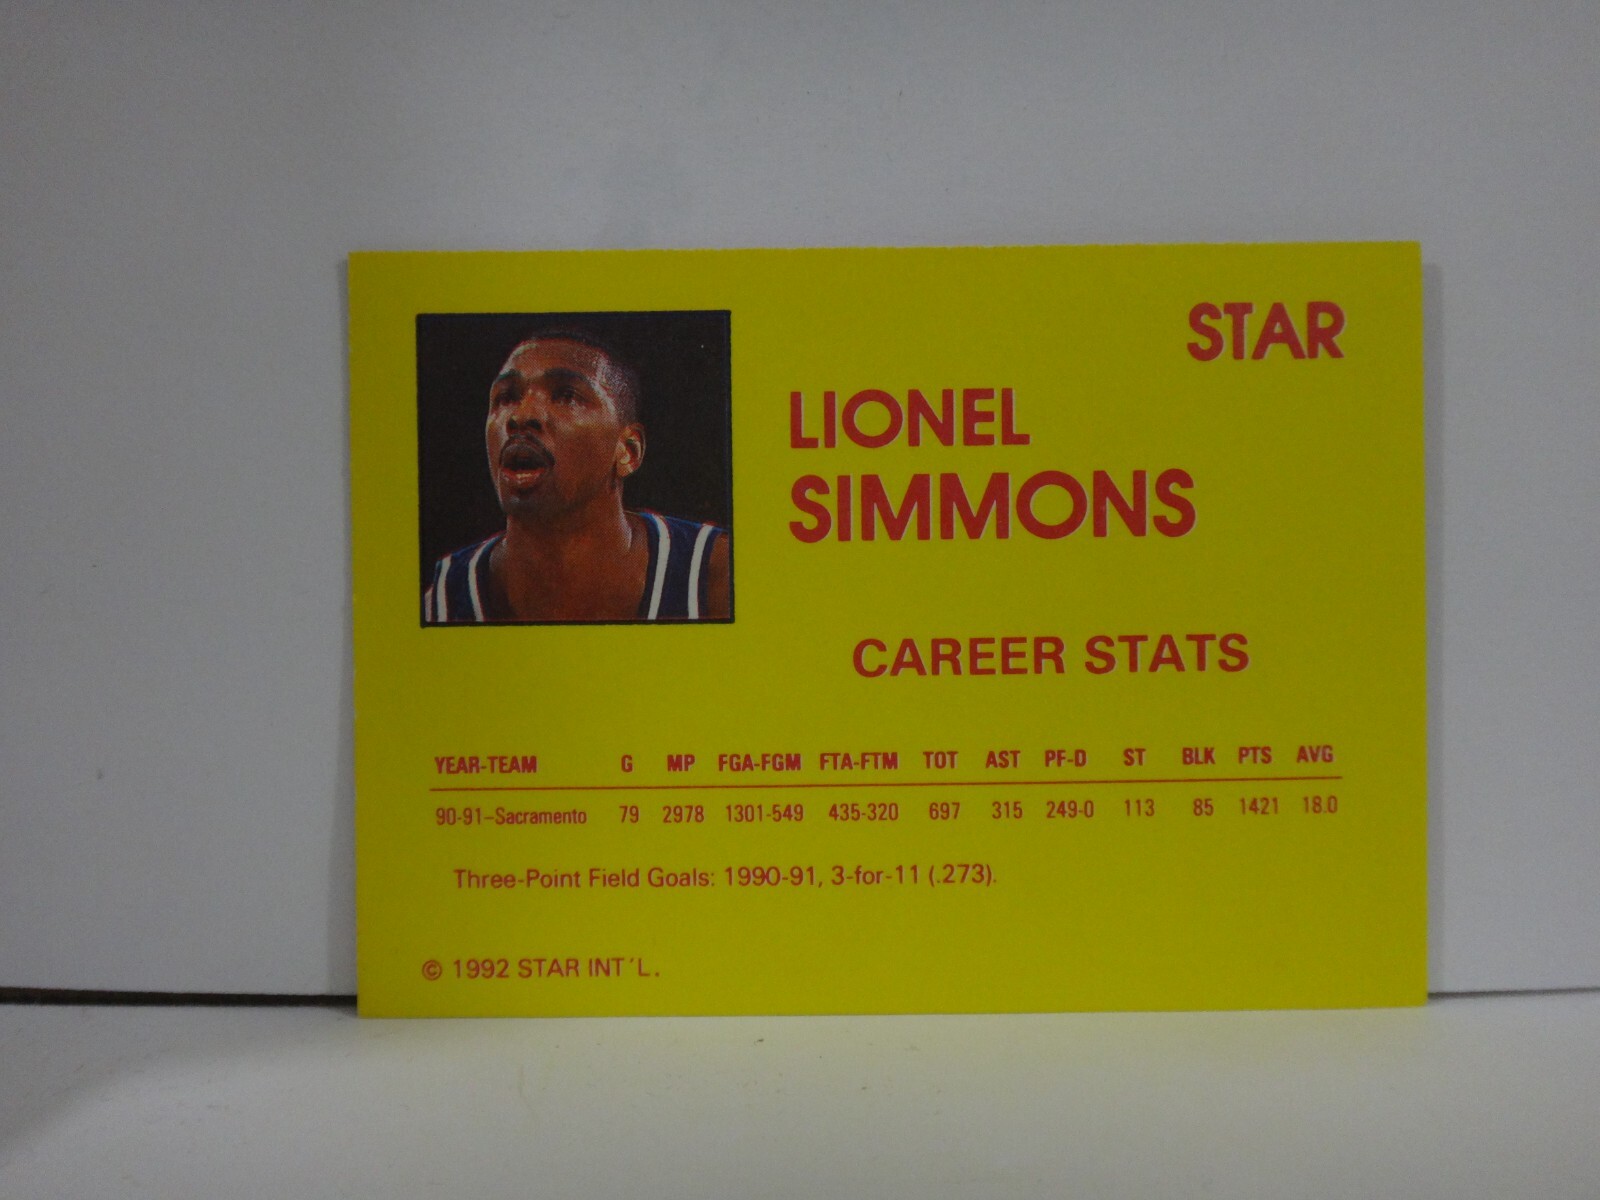 STAR
LIONEL
SIMMONS
CAREER STATS
YEAR-TEAM G MP FGA-FGM FTA-FTM TOT AST PF-D ST BLK PTS AVG
90-91–Sacramento 79 2978 1301-549 435-320 697 315 249-0 113 85 1421 18.0
Three-Point Field Goals: 1990-91, 3-for-11 (.273).
© 1992 STAR INT'L.